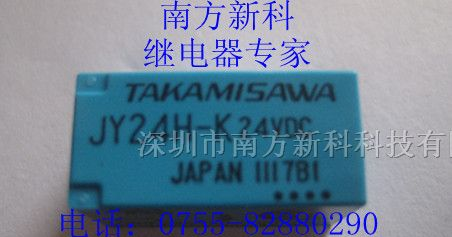 南方新科
继电器专家
TAKAMISAWA
JY24H-K 24VDC
深圳市南方新科科技有
JAPAN 1117B1
电话：0755-82880290